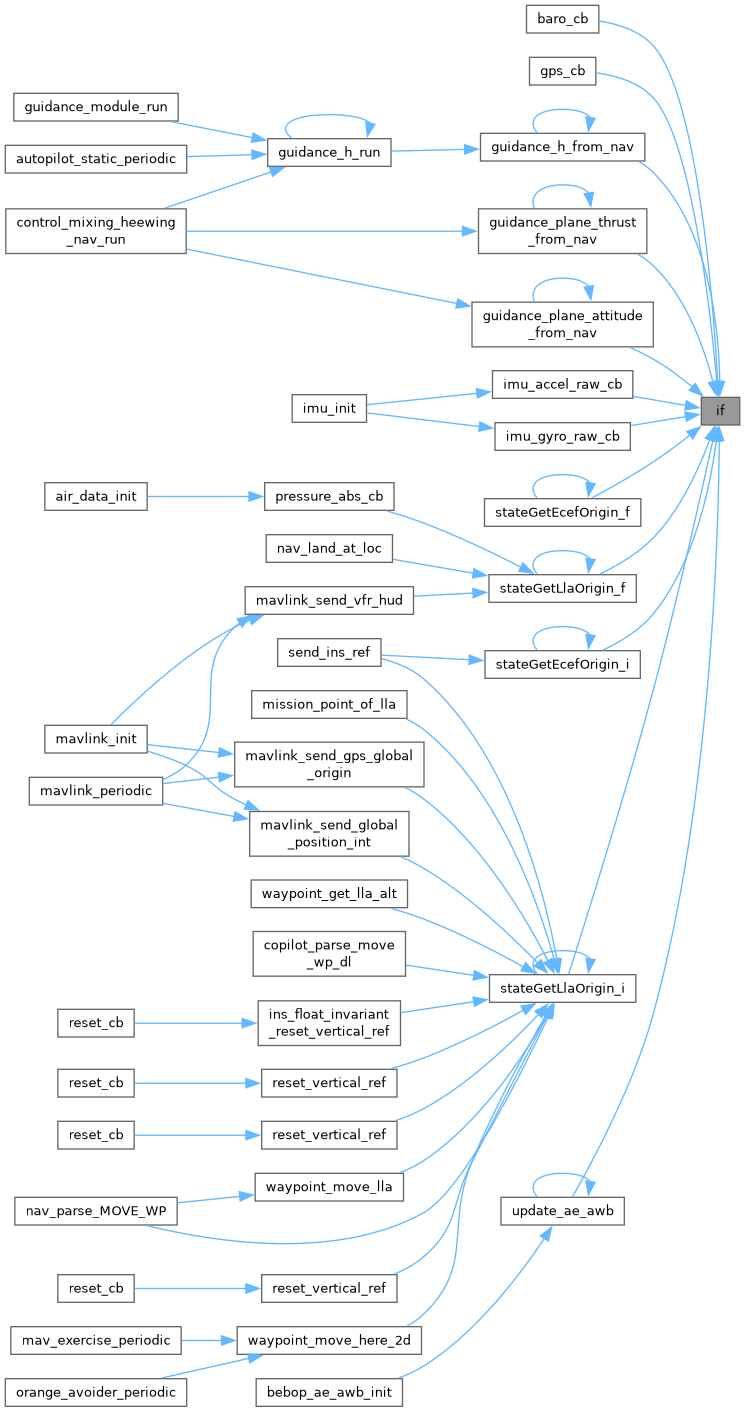 baro_cb
gps_cb
guidance_module_run
guidance_h_run
guidance_h_from_nav
autopilot_static_periodic
control_mixing_heewing
_nav_run
guidance_plane_thrust
_from_nav
guidance_plane_attitude
_from_nav
imu_accel_raw_cb
imu_init
if
imu_gyro_raw_cb
air_data_init
pressure_abs_cb
stateGetEcefOrigin_f
nav_land_at_loc
stateGetLlaOrigin_f
mavlink_send_vfr_hud
send_ins_ref
stateGetEcefOrigin_i
mission_point_of_lla
mavlink_init
mavlink_send_gps_global
_origin
mavlink_periodic
mavlink_send_global
_position_int
waypoint_get_lla_alt
copilot_parse_move
_wp_dl
stateGetLlaOrigin_i
reset_cb
ins_float_invariant
_reset_vertical_ref
reset_cb
reset_vertical_ref
reset_cb
reset_vertical_ref
waypoint_move_lla
nav_parse_MOVE_WP
update_ae_awb
reset_cb
reset_vertical_ref
mav_exercise_periodic
waypoint_move_here_2d
orange_avoider_periodic
bebop_ae_awb_init